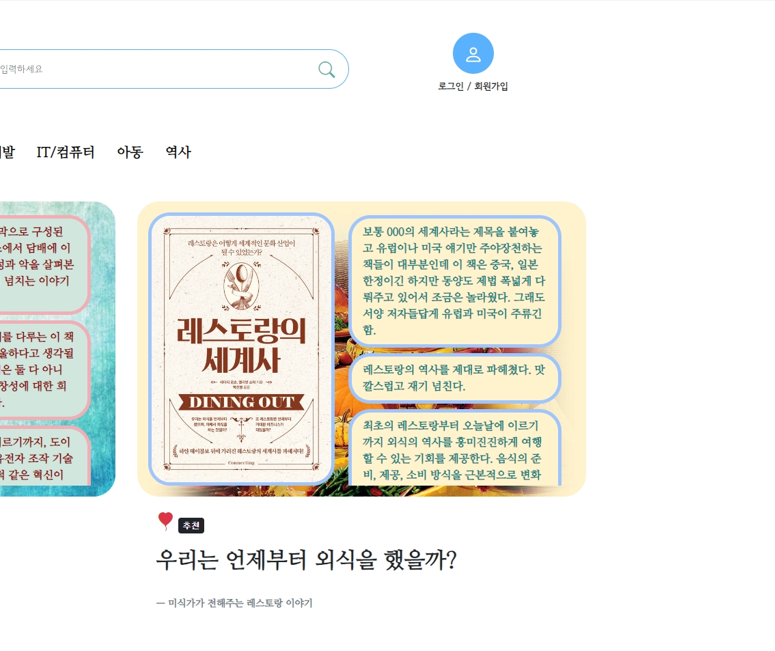 입력하세요
로그인 / 회원가입
발 IT/컴퓨터 아동 역사
막으로 구성된
에서 담배에 이
성과 악을 살펴본
넘치는 이야기
를 다루는 이 책
울하다고 생각될
은 둘 다 아니
창성에 대한 희
이르기까지, 도이
유전자 조작 기술
적 같은 혁신이
레스토랑은 어떻게 세계적인 문화 산업이
될 수 있었는가?
레스토랑의
세계사
DINING OUT
Connecting
보통 000의 세계사라는 제목을 붙여놓
고 유럽이나 미국 얘기만 주야장천하는
책들이 대부분인데 이 책은 중국, 일본
한정이긴 하지만 동양도 제법 폭넓게 다
뤄주고 있어서 조금은 놀라웠다. 그래도
서양 저자들답게 유럽과 미국이 주류긴
함.
레스토랑의 역사를 제대로 파헤쳤다. 맛
깔스럽고 재기 넘친다.
최초의 레스토랑부터 오늘날에 이르기
까지 외식의 역사를 흥미진진하게 여행
할 수 있는 기회를 제공한다. 음식의 준
비, 제공, 소비 방식을 근본적으로 변화
추천
우리는 언제부터 외식을 했을까?
— 미식가가 전해주는 레스토랑 이야기